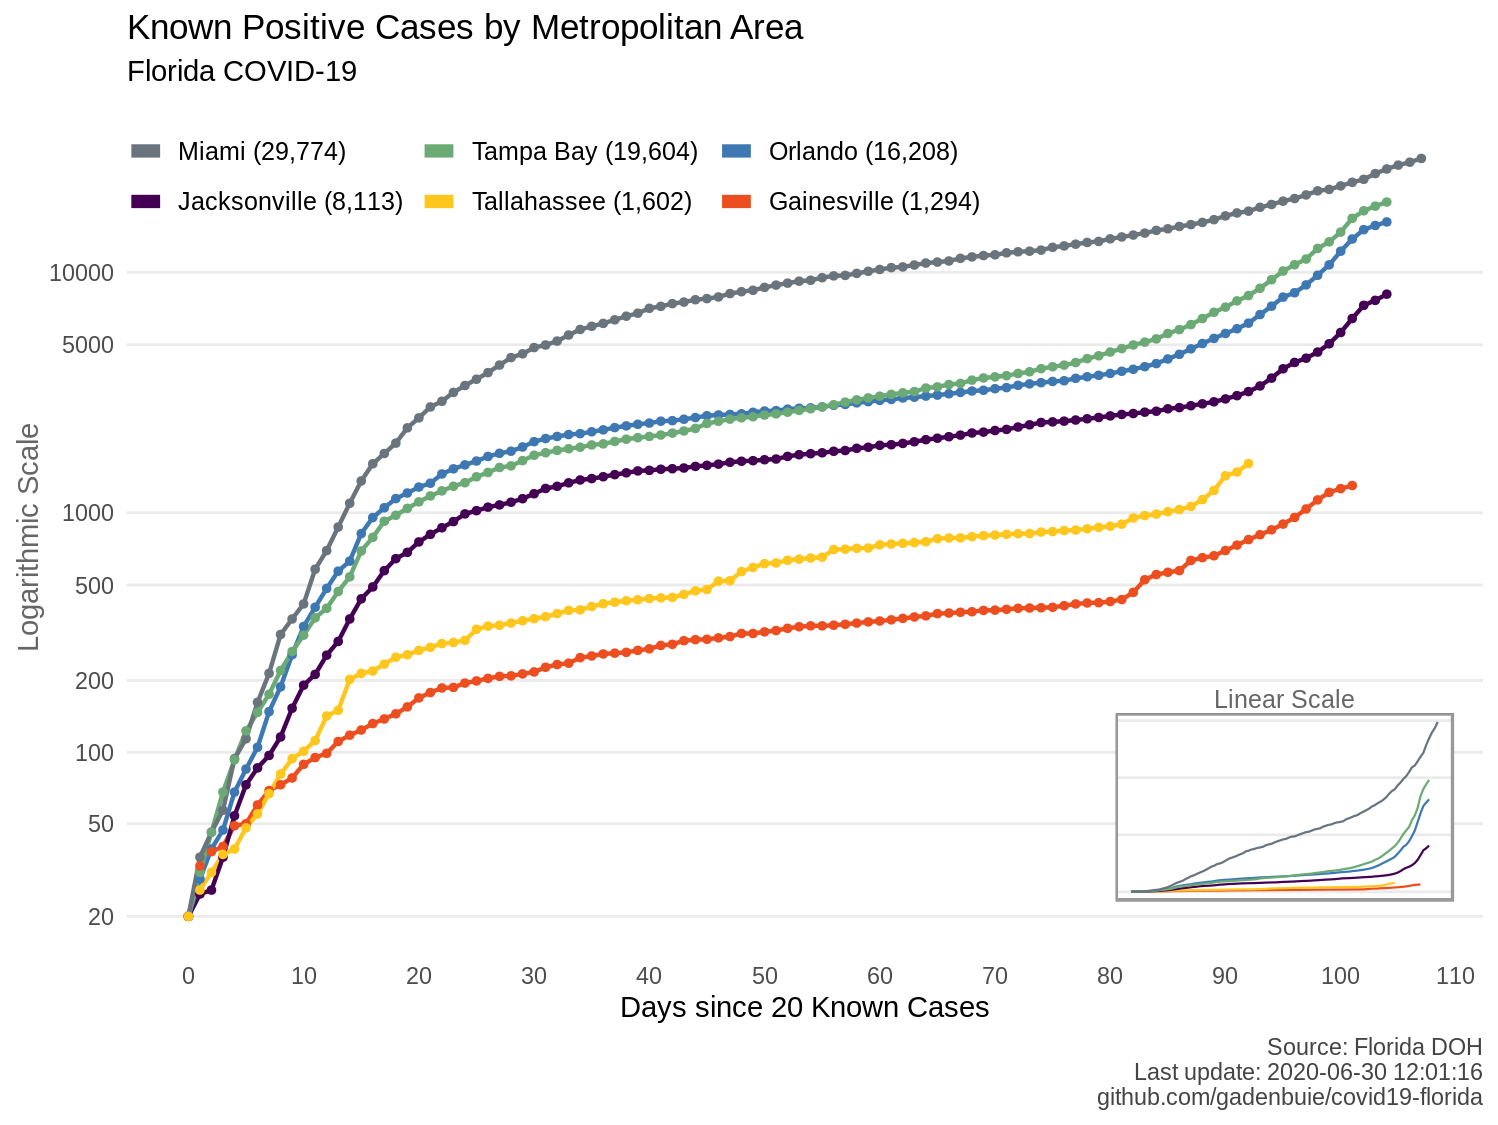 Known Positive Cases by Metropolitan Area
Florida COVID-19
Miami (29,774) Tampa Bay (19,604) Orlando (16,208)
Jacksonville (8,113) Tallahassee (1,602) Gainesville (1,294)
10000
5000
1000
500
200
100
50
20
Logarithmic Scale
Linear Scale
0 10 20 30 40 50 60 70 80 90 100 110
Days since 20 Known Cases
Source: Florida DOH
Last update: 2020-06-30 12:01:16
github.com/gadenbuie/covid19-florida